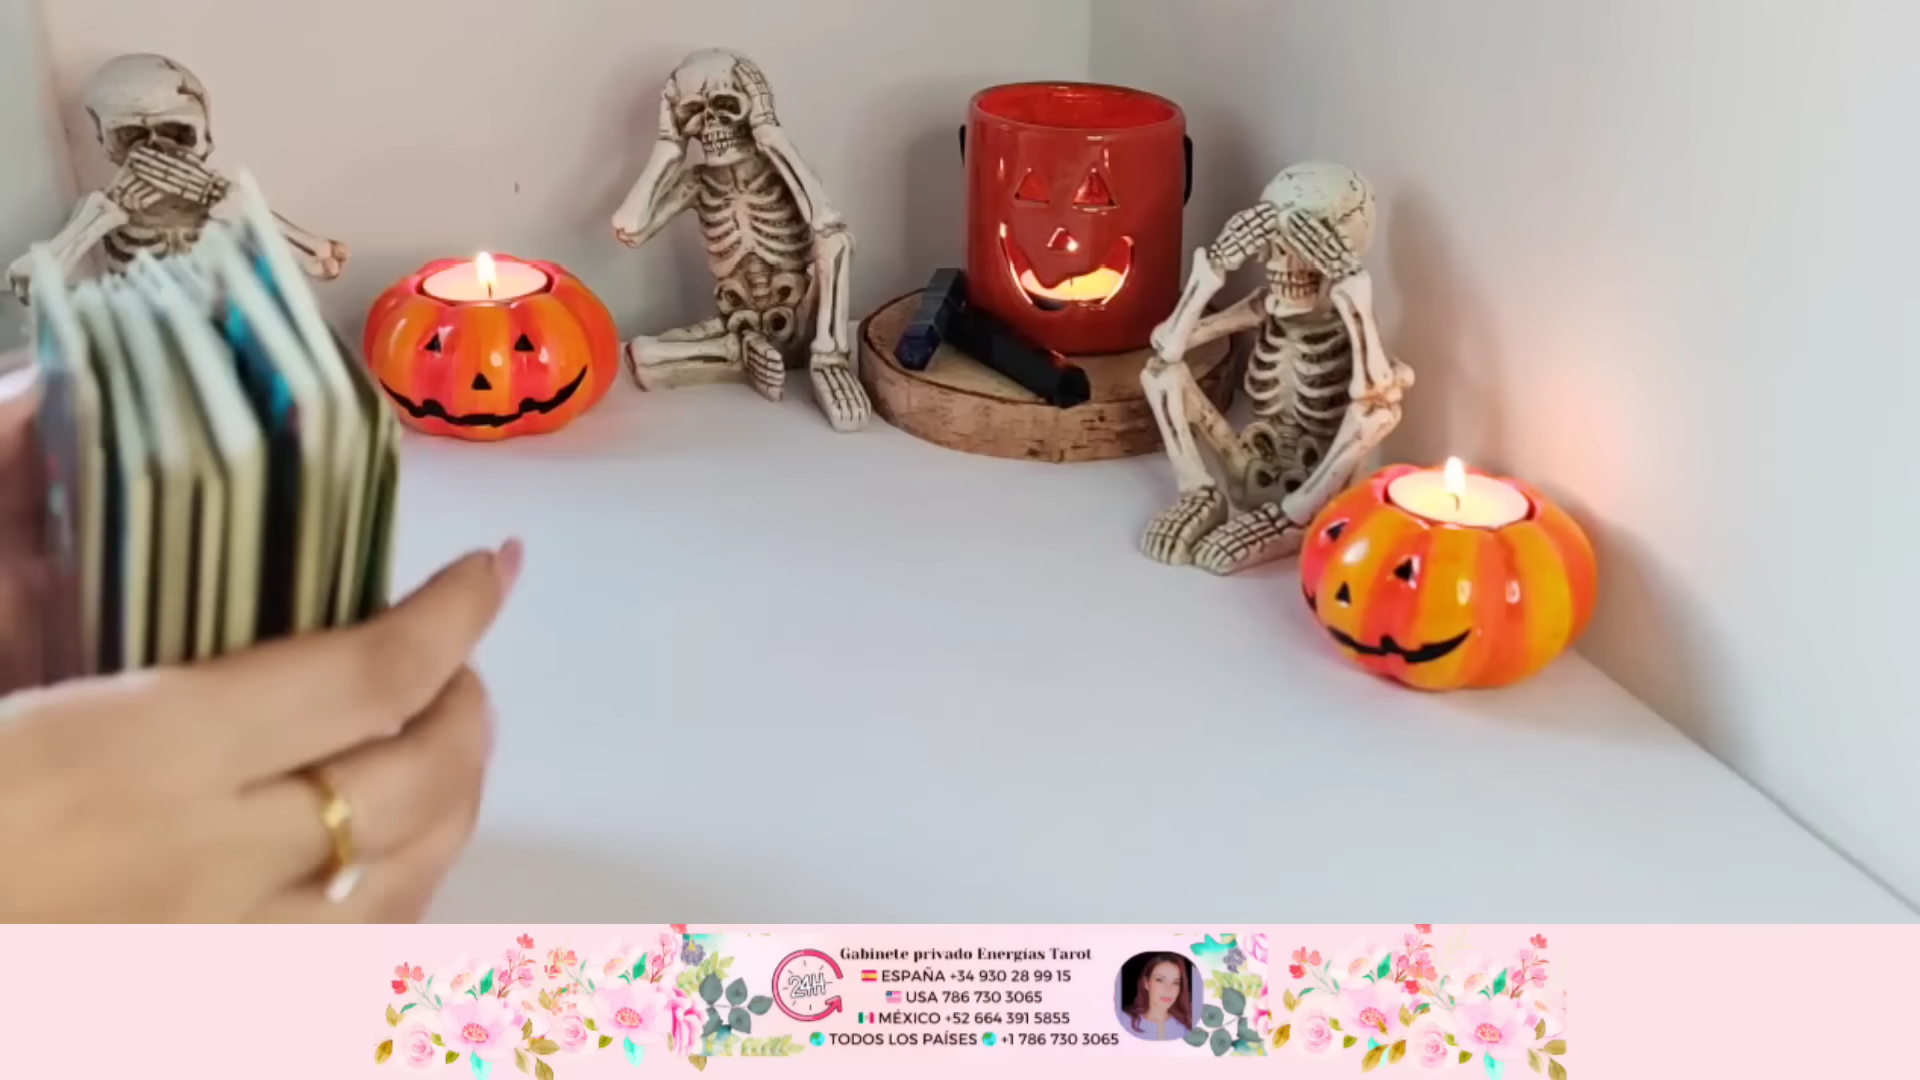 Gabinete privado Energías Tarot
24H
ESPAÑA +34 930 28 99 15
USA 786 730 3065
MÉXICO +52 664 391 5855
TODOS LOS PAÍSES +1 786 730 3065